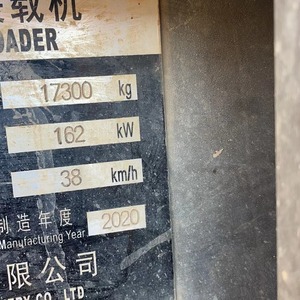 载机
OADER
17300 kg
162 kW
38 km/h
制造年度 2020
Manufacturing Year
限公司
CO.,LTD